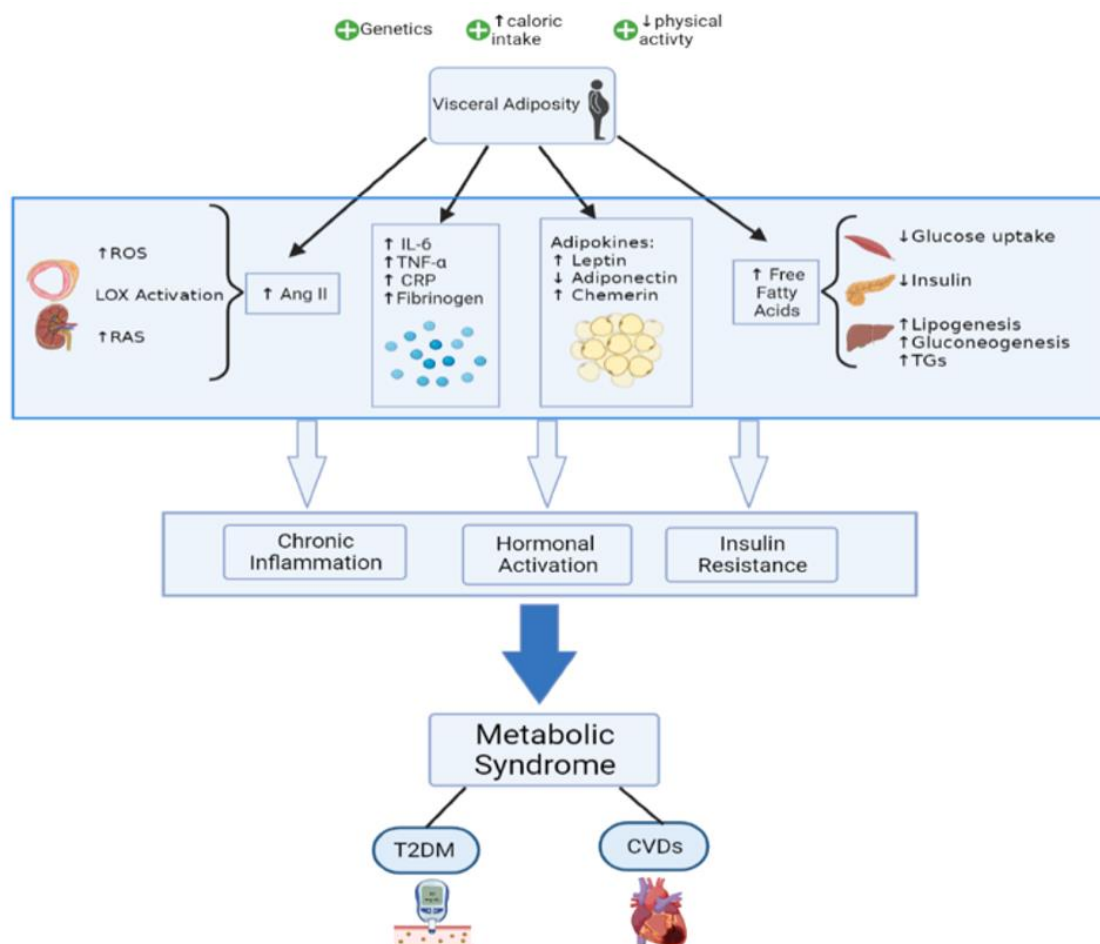 Genetics
↑caloric
intake
↓physical
activty
Visceral Adiposity
↑ROS
LOX Activation
↑RAS
↑ Ang II
↑ IL-6
↑TNF-α
↑ CRP
↑Fibrinogen
Adipokines:
↑ Leptin
↓ Adiponectin
↑ Chemerin
↑ Free
Fatty
Acids
↓Glucose uptake
↓Insulin
↑Lipogenesis
↑Gluconeogenesis
↑TGs
Chronic
Inflammation
Hormonal
Activation
Insulin
Resistance
Metabolic
Syndrome
T2DM
CVDs